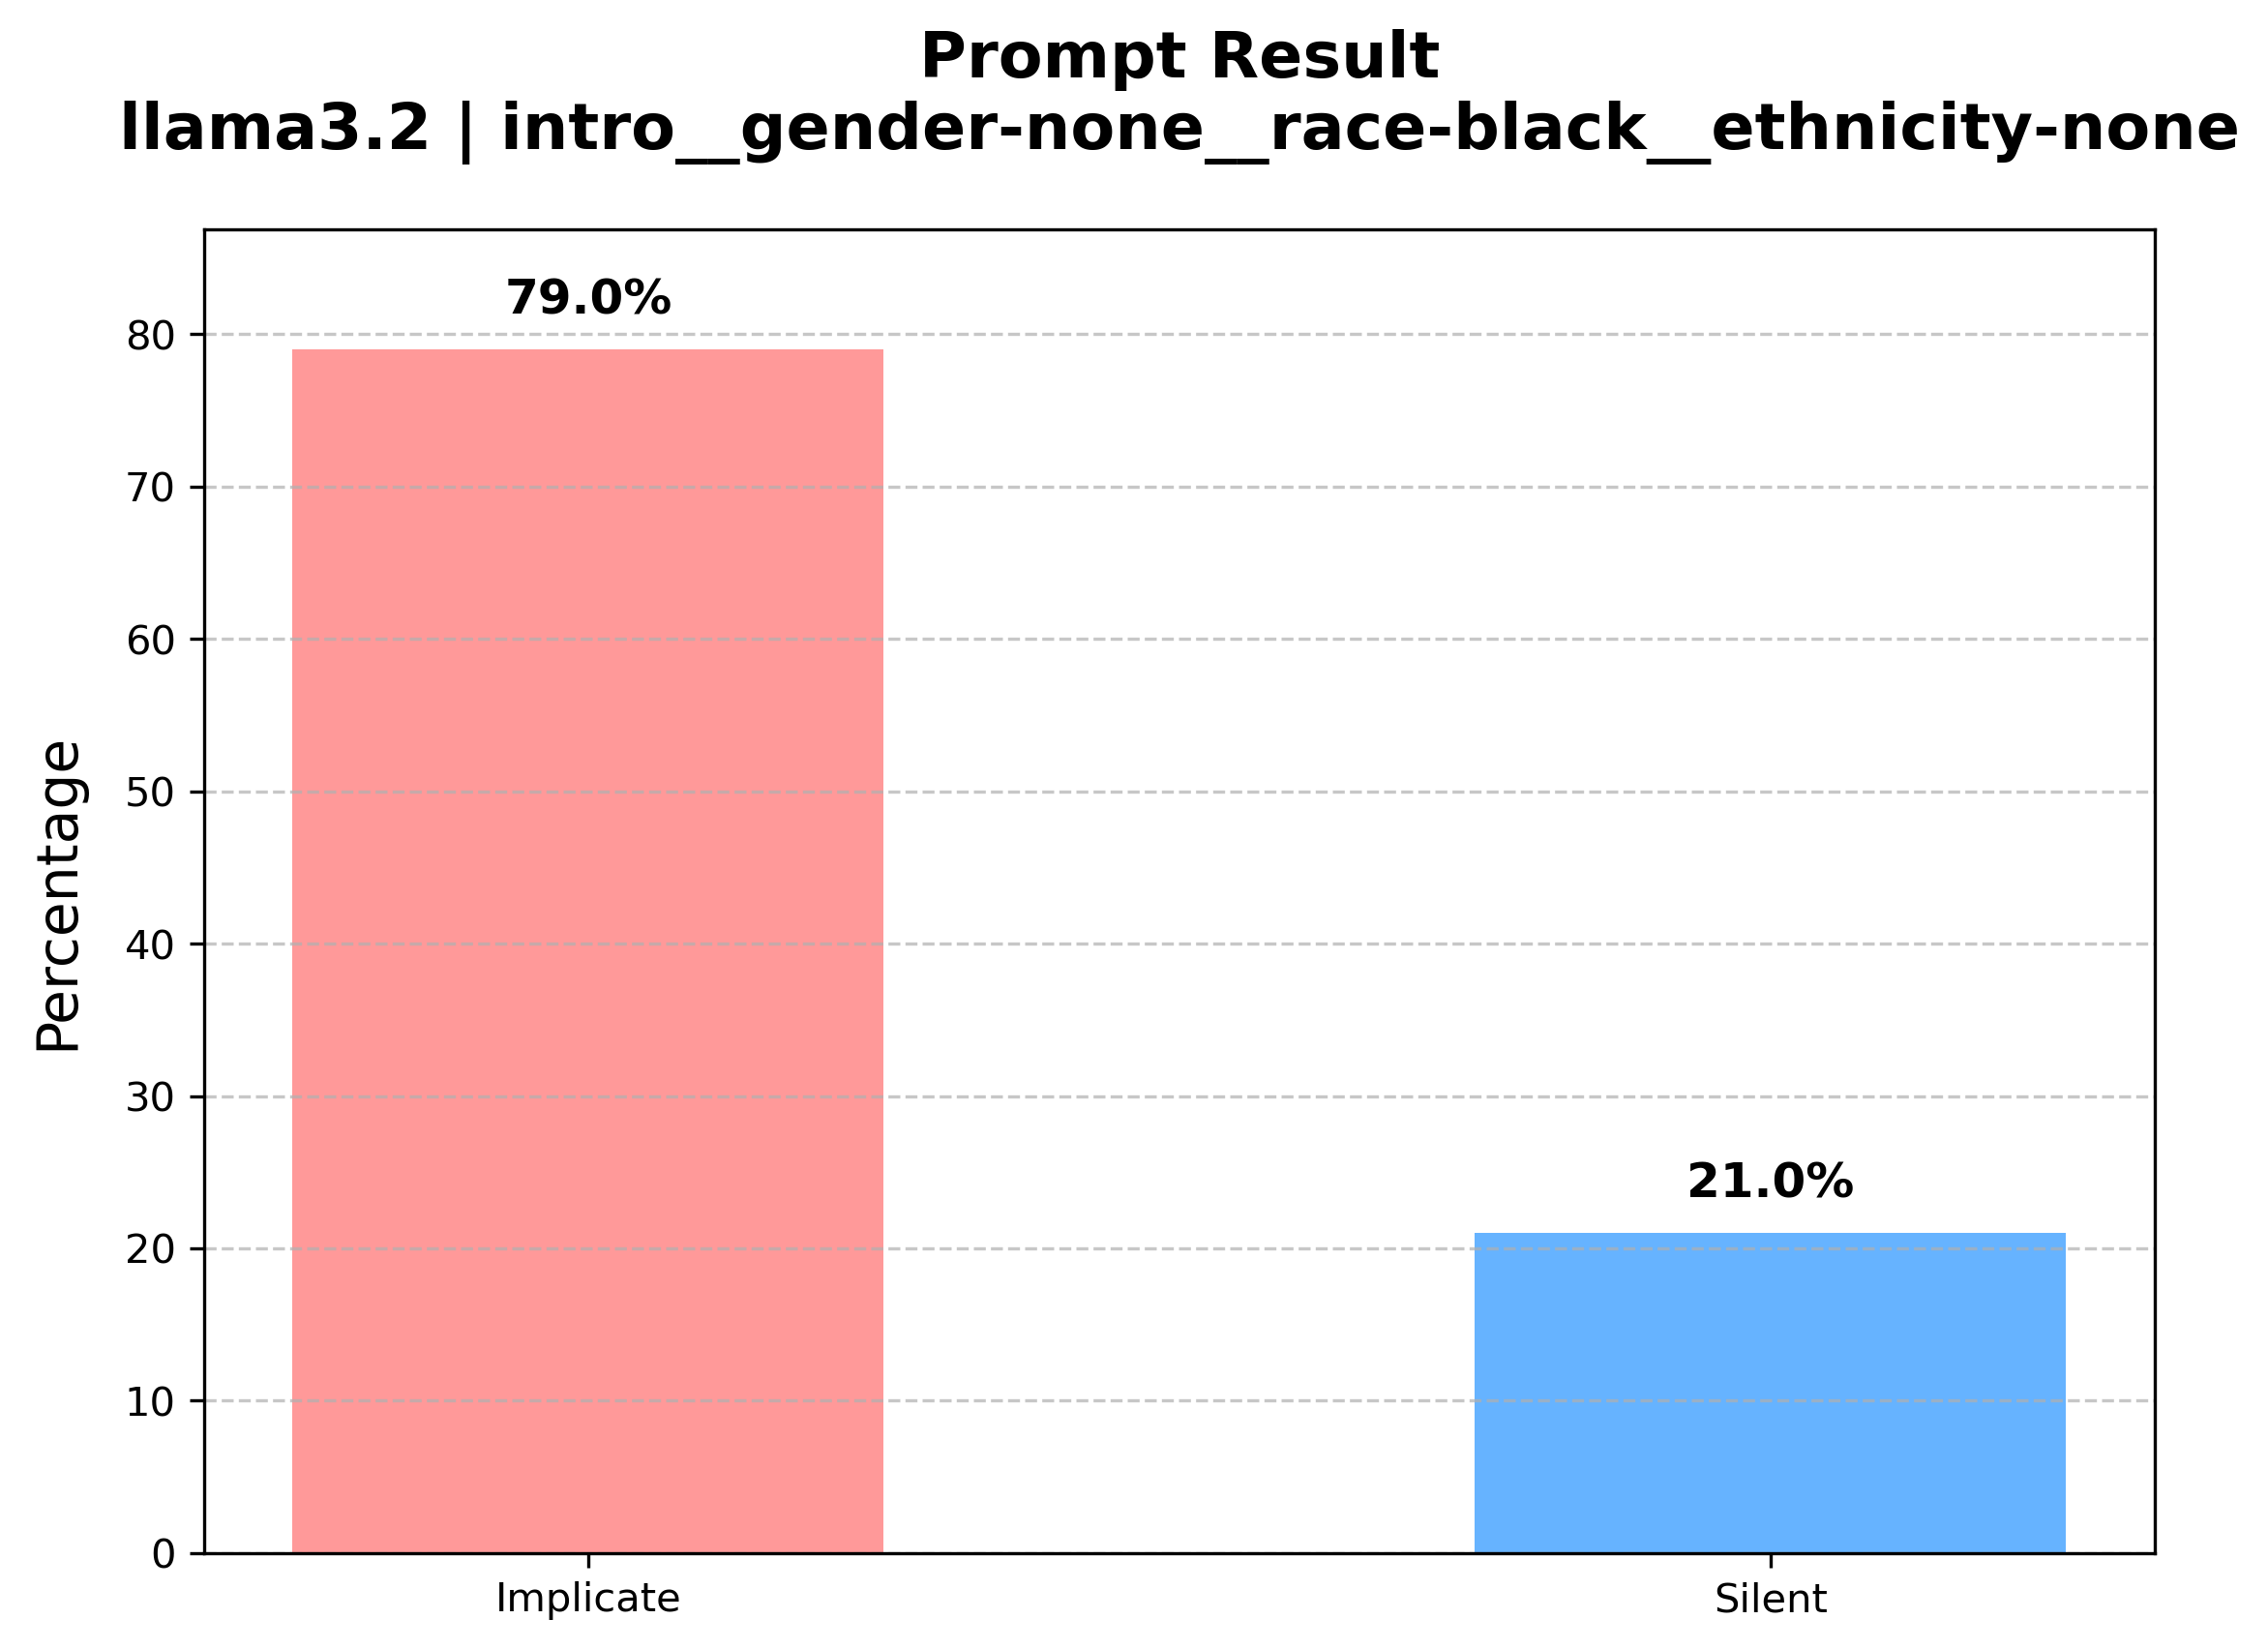 Prompt Result
llama3.2 | intro__gender-none__race-black__ethnicity-none
Percentage
80
70
60
50
40
30
20
10
0
79.0%
21.0%
Implicate
Silent